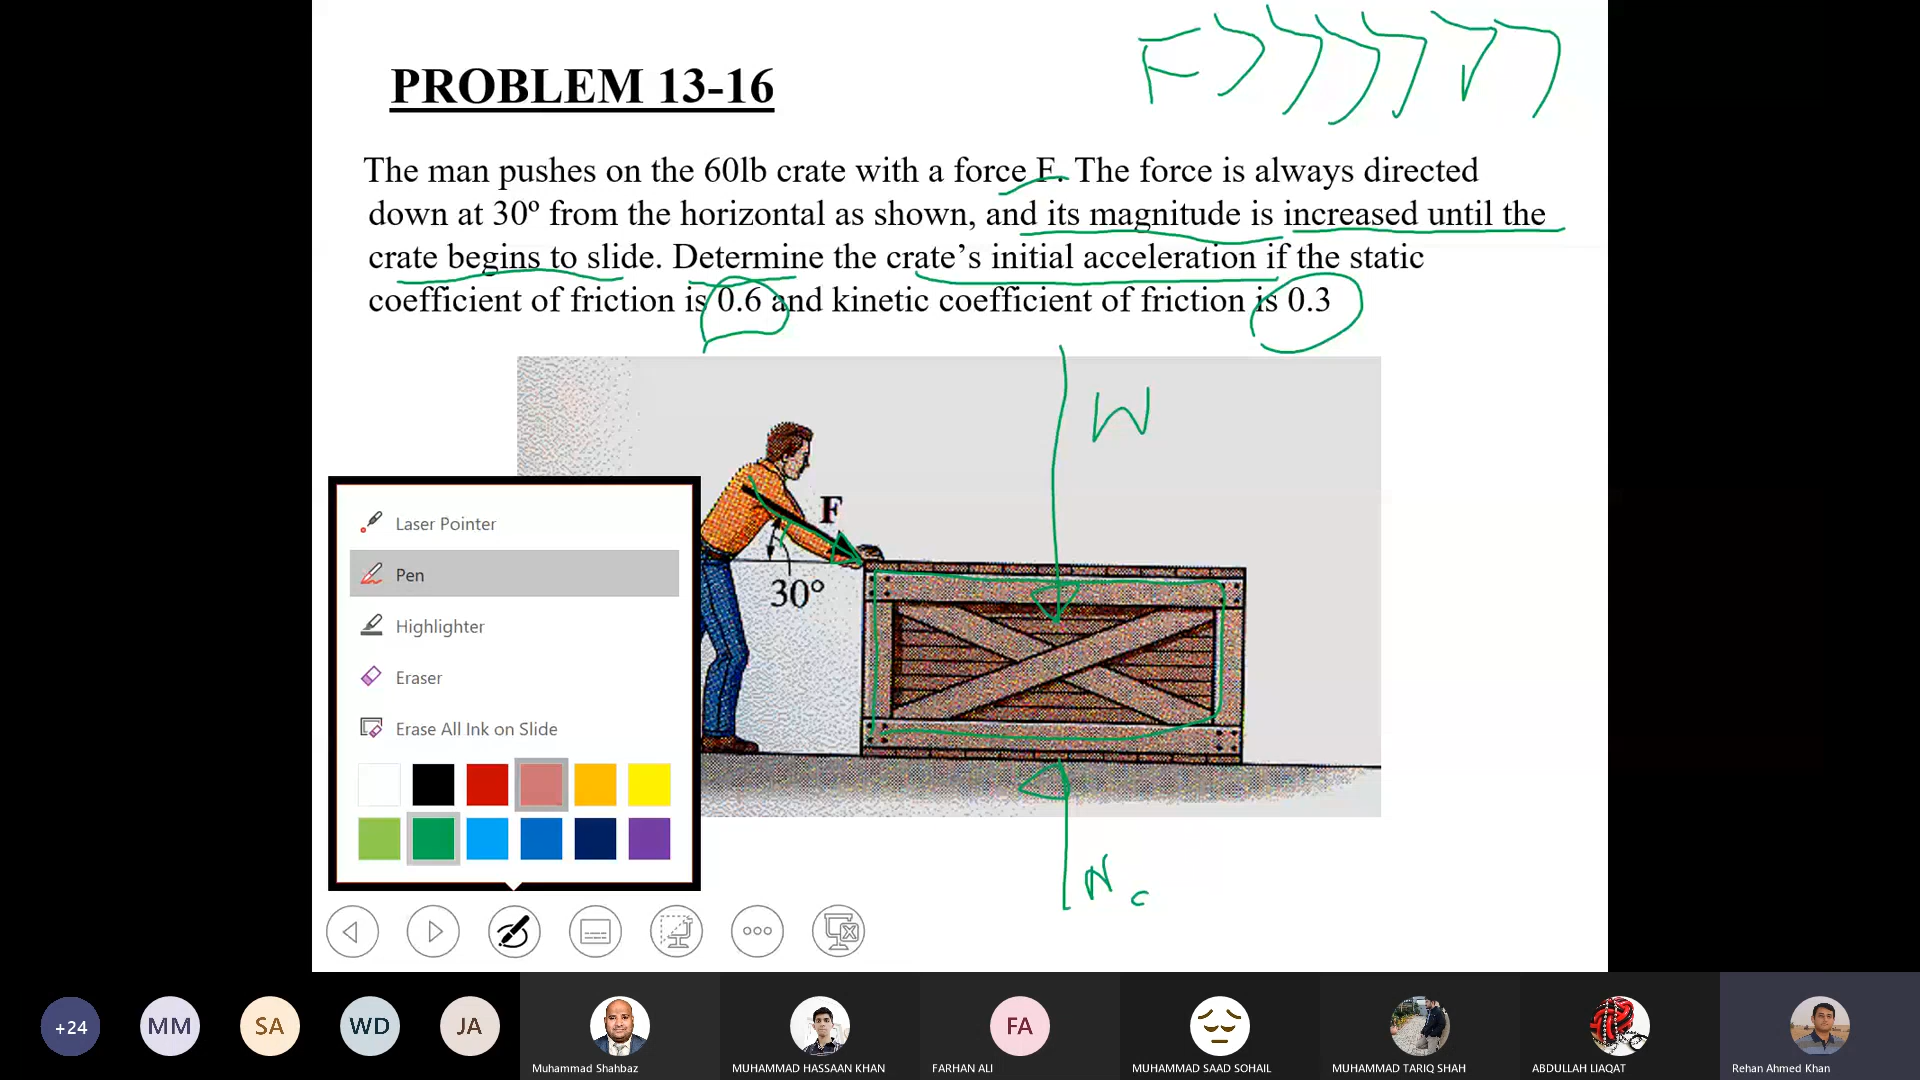 PROBLEM 13-16
F
The man pushes on the 60lb crate with a force F. The force is always directed
down at 30º from the horizontal as shown, and its magnitude is increased until the
crate begins to slide. Determine the crate’s initial acceleration if the static
coefficient of friction is 0.6 and kinetic coefficient of friction is 0.3
W
F
30°
N c
Laser Pointer
Pen
Highlighter
Eraser
Erase All Ink on Slide
+24
MM
SA
WD
JA
FA
Muhammad Shahbaz
MUHAMMAD HASSAAN KHAN
FARHAN ALI
MUHAMMAD SAAD SOHAIL
MUHAMMAD TARIQ SHAH
ABDULLAH LIAQAT
Rehan Ahmed Khan